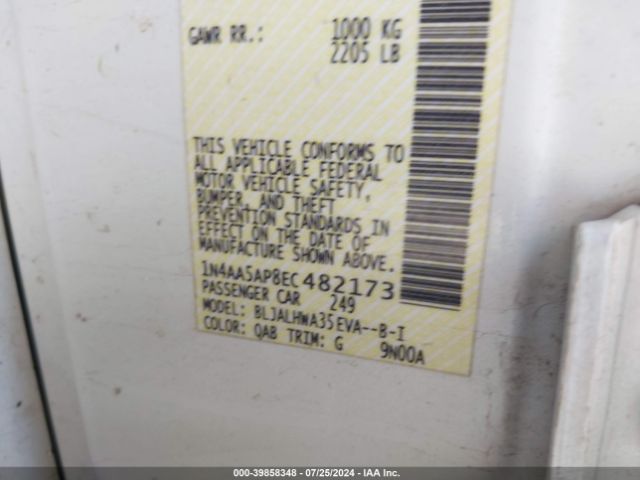 GAWR RR.: 1000 KG
2205 LB
THIS VEHICLE CONFORMS TO
ALL APPLICABLE FEDERAL
MOTOR VEHICLE SAFETY,
BUMPER, AND THEFT
PREVENTION STANDARDS IN
EFFECT ON THE DATE OF
MANUFACTURE SHOWN ABOVE.
1N4AA5AP8EC482173
PASSENGER CAR 249
MODEL: BLJALHWA35EVA--B-I
COLOR: QAB TRIM: G 9N00A
000-39858348 - 07/25/2024 - IAA Inc.